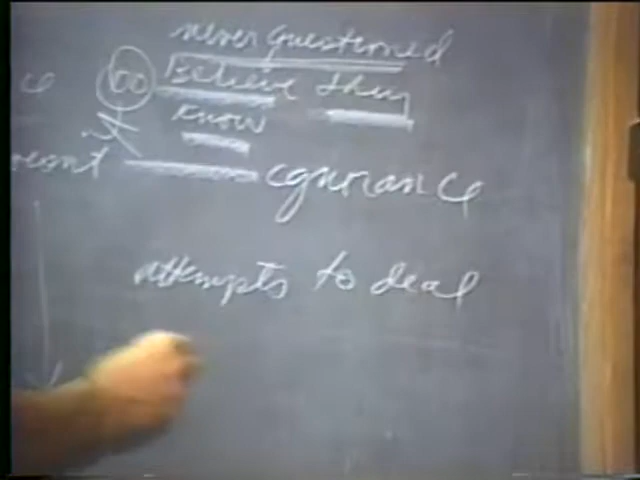 never questioned
Believe they
Know
ignorance
attempts to deal